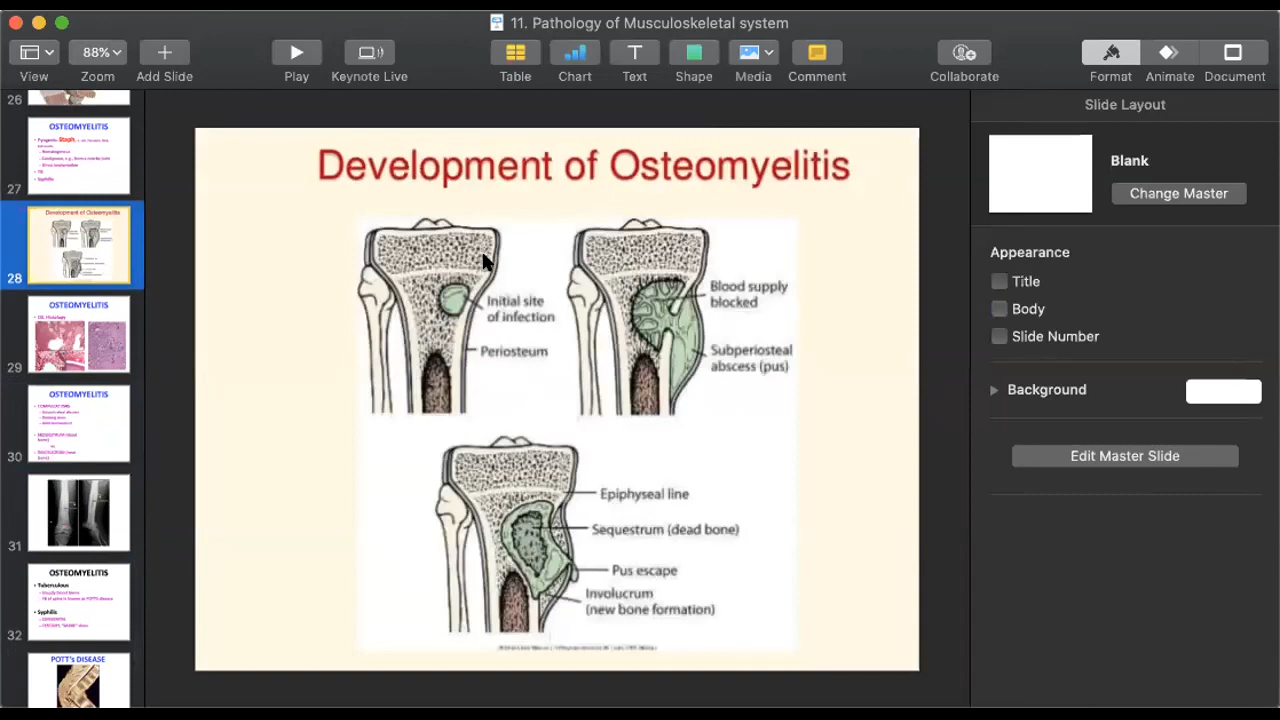 11. Pathology of Musculoskeletal system
88%
View
Zoom
Add Slide
Play
Keynote Live
Table
Chart
Text
Shape
Media
Comment
Collaborate
Format
Animate
Document
26
OSTEOMYELITIS
Staph
27
Development of Osteomyelitis
28
OSTEOMYELITIS
29
OSTEOMYELITIS
30
31
OSTEOMYELITIS
Tuberculous
Syphilis
32
POTT's DISEASE
Development of Osteomyelitis
Initial site
of infection
Periosteum
Blood supply
blocked
Subperiosteal
abscess (pus)
Epiphyseal line
Sequestrum (dead bone)
Pus escape
Involucrum
(new bone formation)
Slide Layout
Blank
Change Master
Appearance
Title
Body
Slide Number
Background
Edit Master Slide